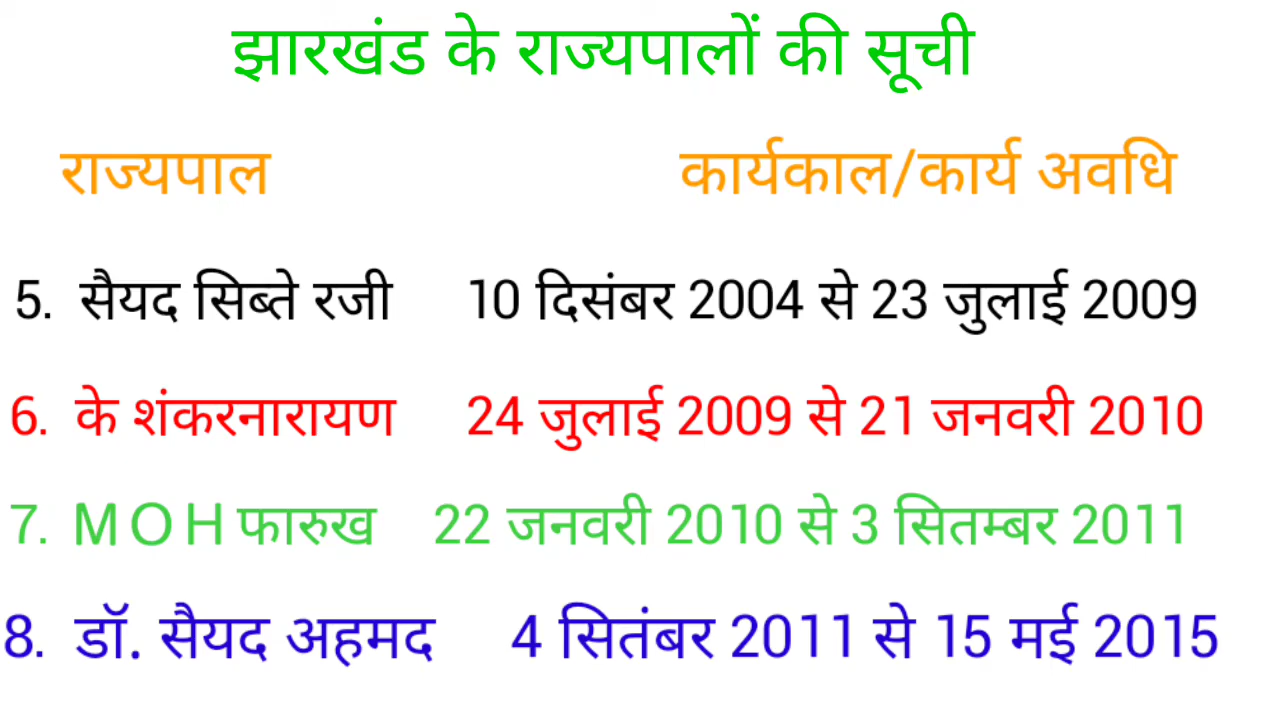 झारखंड के राज्यपालों की सूची
राज्यपाल कार्यकाल/कार्य अवधि
5. सैयद सिब्ते रजी 10 दिसंबर 2004 से 23 जुलाई 2009
6. के शंकरनारायण 24 जुलाई 2009 से 21 जनवरी 2010
7. M O H फारुख 22 जनवरी 2010 से 3 सितम्बर 2011
8. डॉ. सैयद अहमद 4 सितंबर 2011 से 15 मई 2015